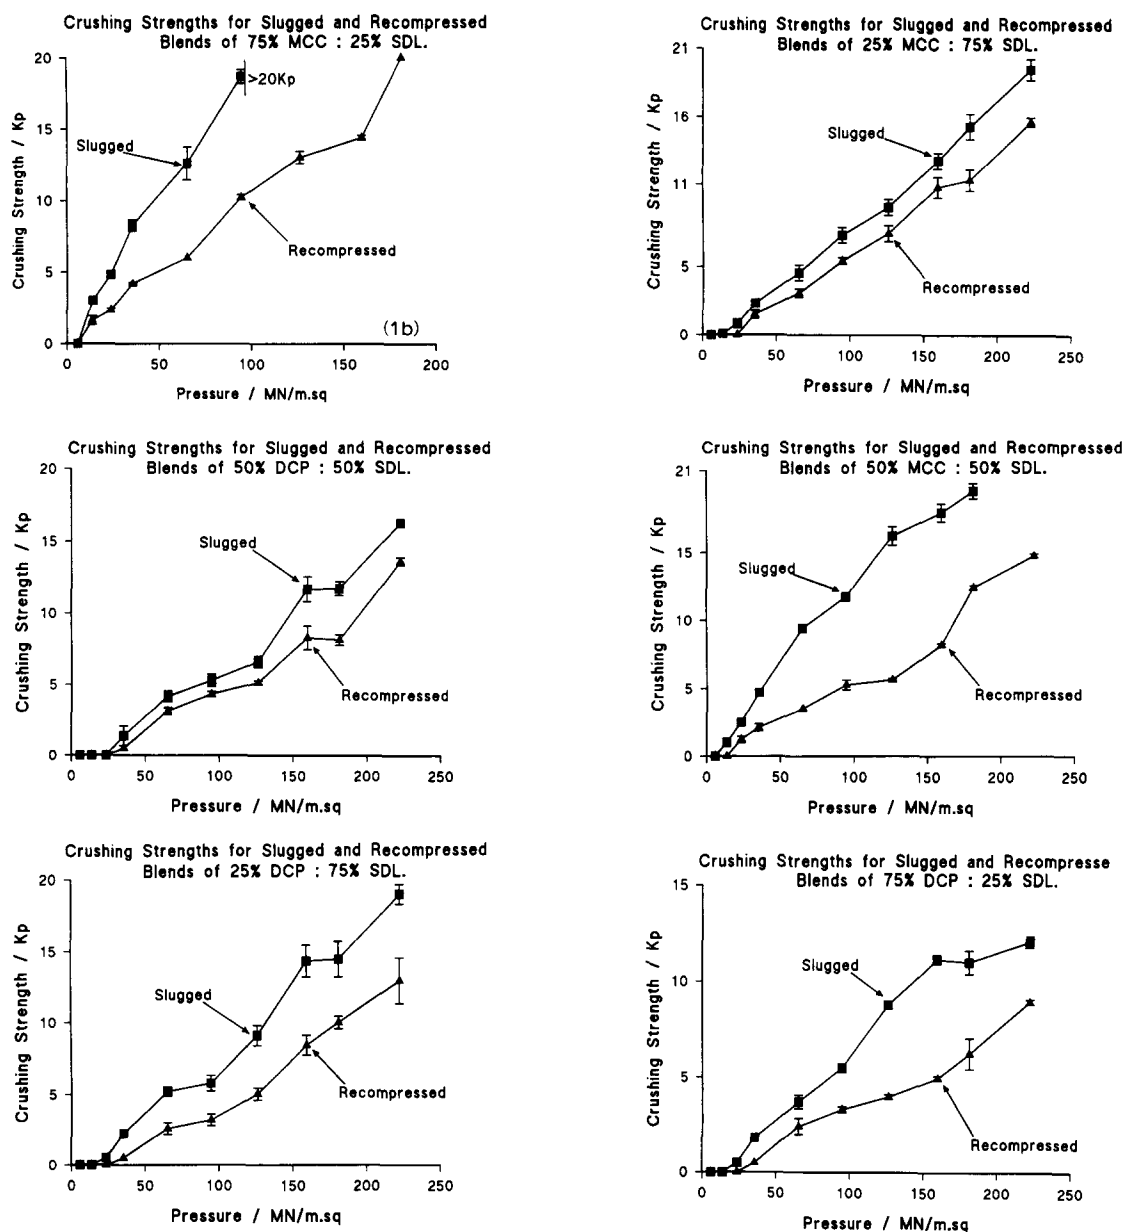 Crushing Strengths for Slugged and Recompressed
Blends of 75% MCC : 25% SDL.
Crushing Strength / Kp
20
15
10
5
0
>20Kp
Slugged
Recompressed
(1b)
0 50 100 150 200
Pressure / MN/m.sq
Crushing Strengths for Slugged and Recompressed
Blends of 25% MCC : 75% SDL.
Crushing Strength / Kp
21
16
11
5
0
Slugged
Recompressed
0 50 100 150 200 250
Pressure / MN/m.sq
Crushing Strengths for Slugged and Recompressed
Blends of 50% DCP : 50% SDL.
Crushing Strength / Kp
20
15
10
5
0
Slugged
Recompressed
0 50 100 150 200 250
Pressure / MN/m.sq
Crushing Strengths for Slugged and Recompressed
Blends of 50% MCC : 50% SDL.
Crushing Strength / Kp
21
15
10
5
0
Slugged
Recompressed
0 50 100 150 200 250
Pressure / MN/m.sq
Crushing Strengths for Slugged and Recompressed
Blends of 25% DCP : 75% SDL.
Crushing Strength / Kp
20
15
10
5
0
Slugged
Recompressed
0 50 100 150 200 250
Pressure / MN/m.sq
Crushing Strengths for Slugged and Recompresse
Blends of 75% DCP : 25% SDL.
Crushing Strength / Kp
15
10
5
0
Slugged
Recompressed
0 50 100 150 200 250
Pressure / MN/m.sq